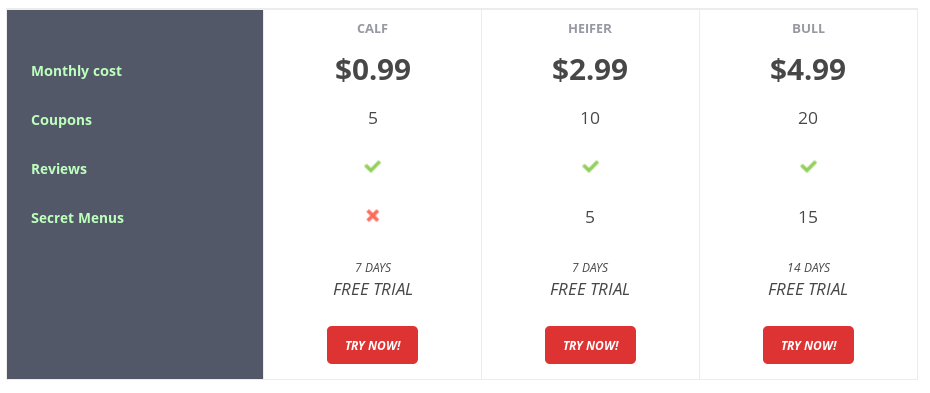 CALF HEIFER BULL
Monthly cost $0.99 $2.99 $4.99
Coupons 5 10 20
Reviews
Secret Menus 5 15
7 DAYS 7 DAYS 14 DAYS
FREE TRIAL FREE TRIAL FREE TRIAL
TRY NOW! TRY NOW! TRY NOW!